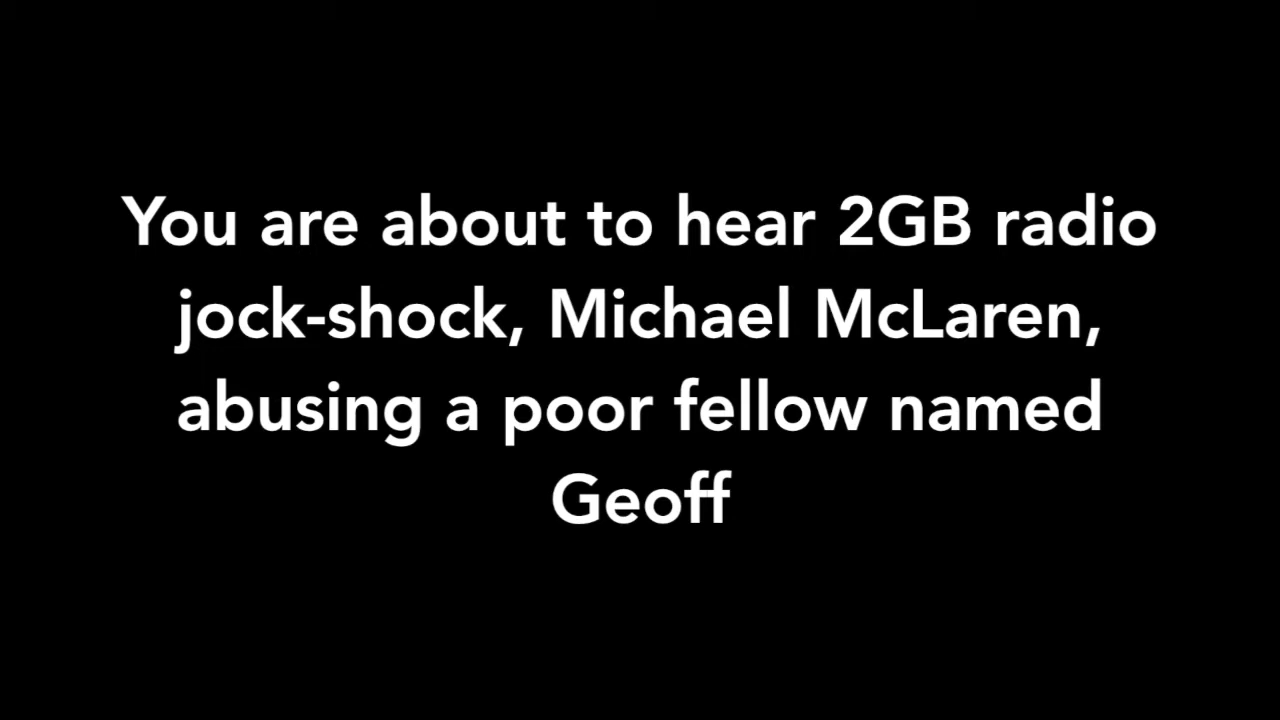 You are about to hear 2GB radio
jock-shock, Michael McLaren,
abusing a poor fellow named
Geoff